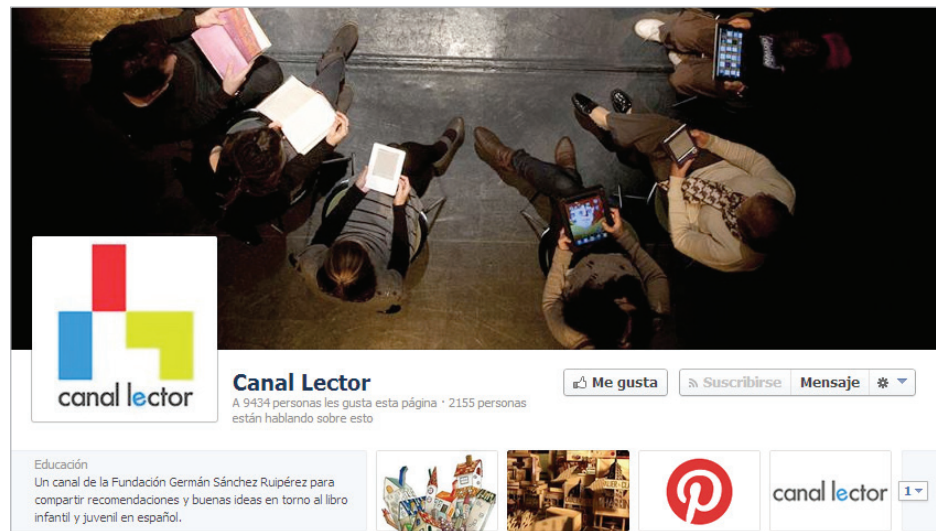 canal lector
Canal Lector
A 9434 personas les gusta esta página · 2155 personas
están hablando sobre esto
Me gusta
Suscribirse
Mensaje
Educación
Un canal de la Fundación Germán Sánchez Ruipérez para
compartir recomendaciones y buenas ideas en torno al libro
infantil y juvenil en español.
canal lector
1